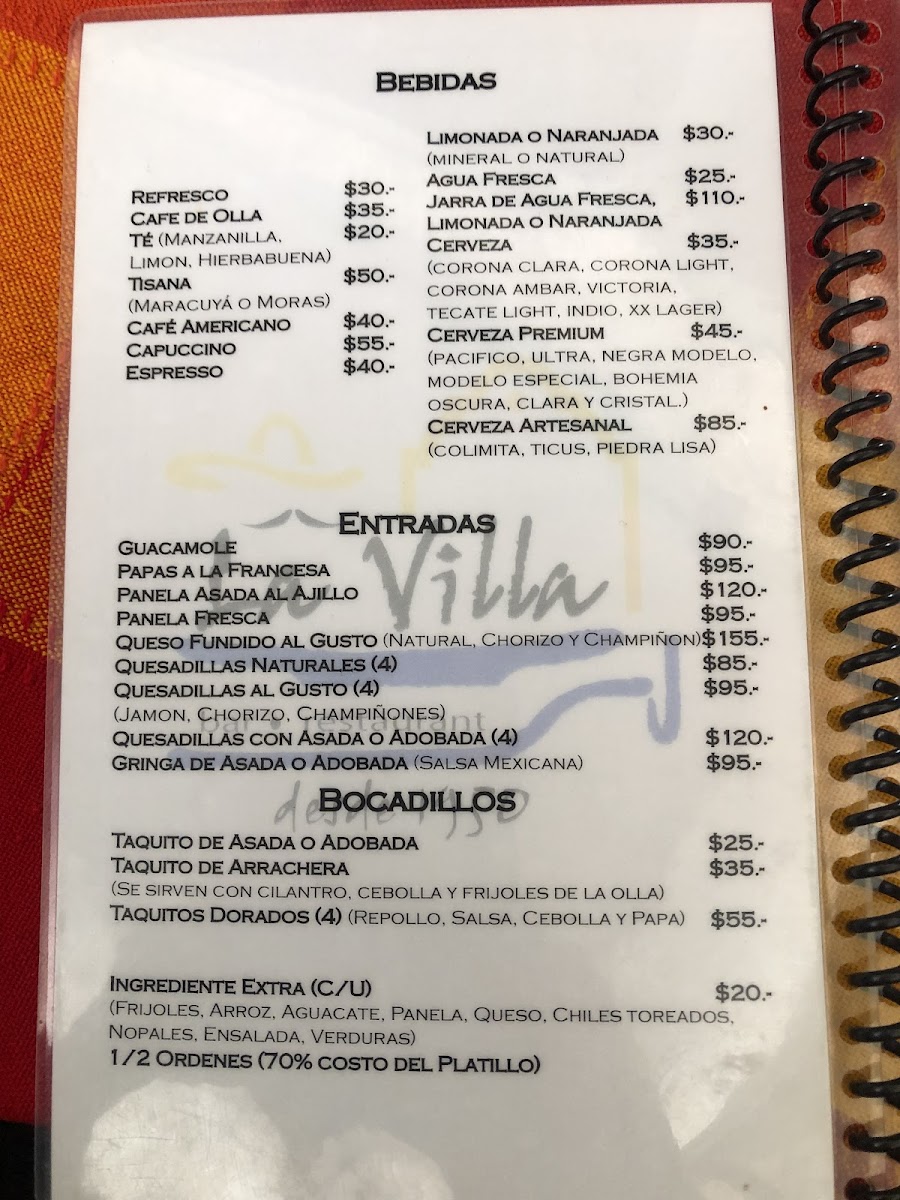 BEBIDAS
REFRESCO $30.-
CAFE DE OLLA $35.-
TÉ (MANZANILLA, $20.-
LIMON, HIERBABUENA)
TISANA $50.-
(MARACUYÁ O MORAS)
CAFÉ AMERICANO $40.-
CAPUCCINO $55.-
ESPRESSO $40.-
LIMONADA O NARANJADA $30.-
(MINERAL O NATURAL)
AGUA FRESCA $25.-
JARRA DE AGUA FRESCA, $110.-
LIMONADA O NARANJADA
CERVEZA $35.-
(CORONA CLARA, CORONA LIGHT,
CORONA AMBAR, VICTORIA,
TECATE LIGHT, INDIO, XX LAGER)
CERVEZA PREMIUM $45.-
(PACIFICO, ULTRA, NEGRA MODELO,
MODELO ESPECIAL, BOHEMIA
OSCURA, CLARA Y CRISTAL.)
CERVEZA ARTESANAL $85.-
(COLIMITA, TICUS, PIEDRA LISA)
ENTRADAS
GUACAMOLE $90.-
PAPAS A LA FRANCESA $95.-
PANELA ASADA AL AJILLO $120.-
PANELA FRESCA $95.-
QUESO FUNDIDO AL GUSTO (NATURAL, CHORIZO Y CHAMPIÑON) $155.-
QUESADILLAS NATURALES (4) $85.-
QUESADILLAS AL GUSTO (4) $95.-
(JAMON, CHORIZO, CHAMPIÑONES)
QUESADILLAS CON ASADA O ADOBADA (4) $120.-
GRINGA DE ASADA O ADOBADA (SALSA MEXICANA) $95.-
La Villa
bar • restaurant
desde 1930
BOCADILLOS
TAQUITO DE ASADA O ADOBADA $25.-
TAQUITO DE ARRACHERA $35.-
(SE SIRVEN CON CILANTRO, CEBOLLA Y FRIJOLES DE LA OLLA)
TAQUITOS DORADOS (4) (REPOLLO, SALSA, CEBOLLA Y PAPA) $55.-
INGREDIENTE EXTRA (C/U) $20.-
(FRIJOLES, ARROZ, AGUACATE, PANELA, QUESO, CHILES TOREADOS,
NOPALES, ENSALADA, VERDURAS)
1/2 ORDENES (70% COSTO DEL PLATILLO)